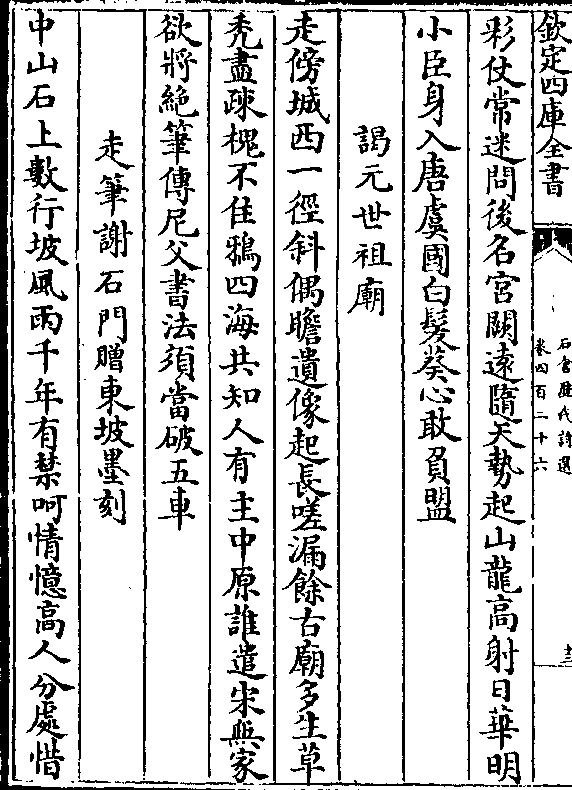 欽定四庫全書
石倉歷代詩選
卷四百二十六
十三
彩仗常迷問後名宮闕遠隨天勢起山龍高射日華明
小臣身入唐虞國白髮葵心敢負盟
謁元世祖廟
走傍城西一徑斜偶瞻遺像起長嗟漏餘古廟多生草
禿盡疎槐不住鴉四海共知人有主中原誰遣宋無家
欲將絕筆傳尼父書法須當破五車
走筆謝石門贈東坡墨刻
中山石上數行坡風雨千年有禁呵情憶高人分處惜